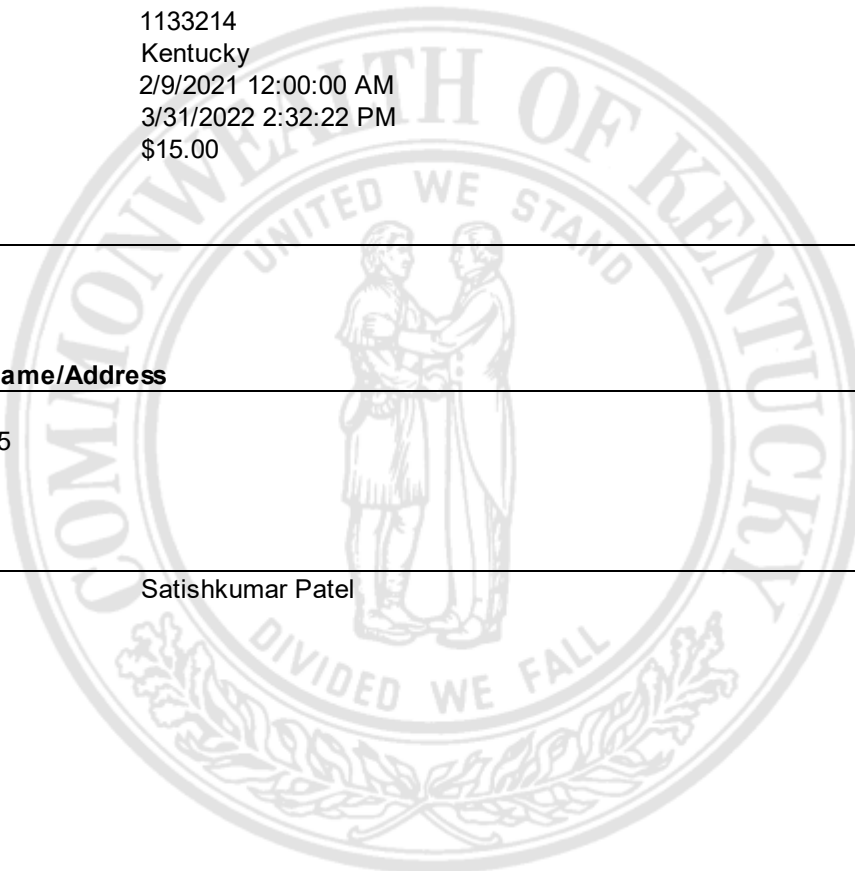 1133214
Kentucky
2/9/2021 12:00:00 AM
3/31/2022 2:32:22 PM
$15.00
COMMONWEALTH OF KENTUCKY
UNITED WE STAND
ame/Address
5
Satishkumar Patel
DIVIDED WE FALL